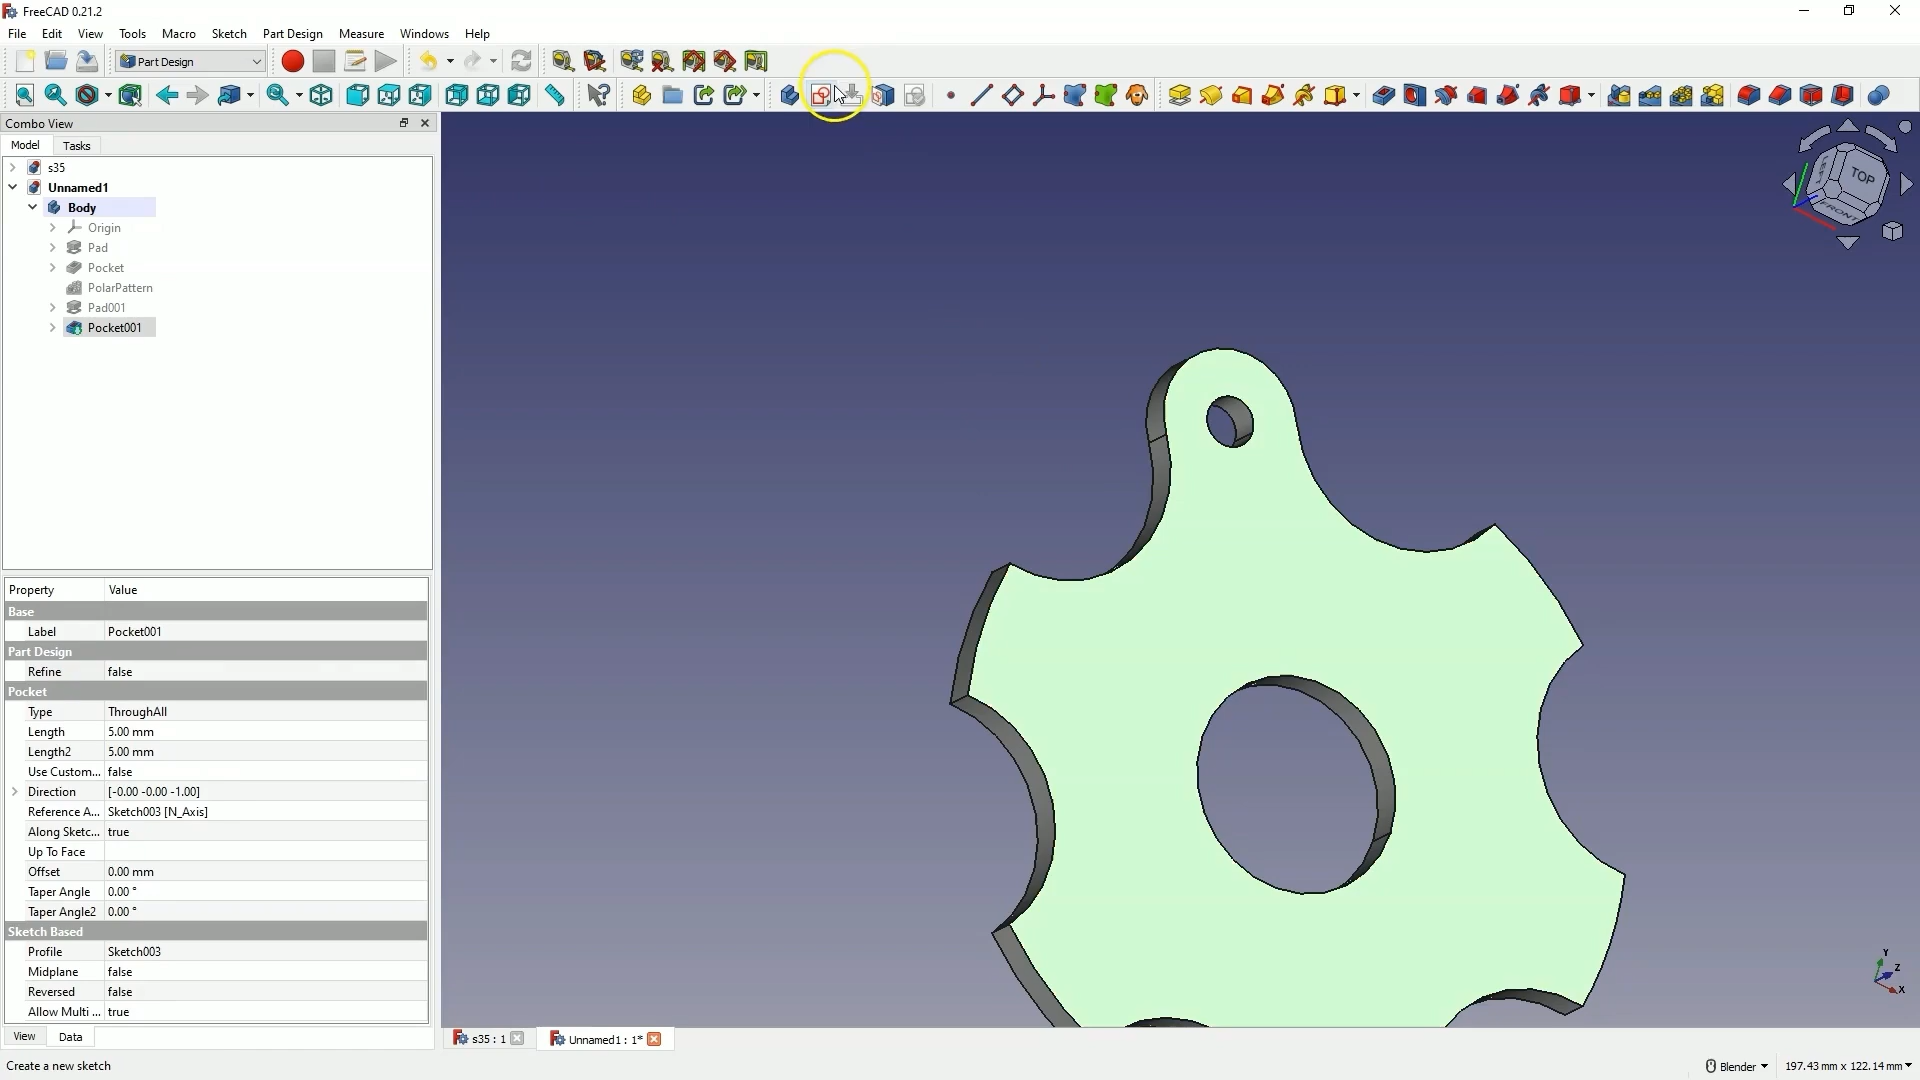 FreeCAD 0.21.2
File Edit View Tools Macro Sketch Part Design Measure Windows Help
Part Design
Combo View
Model Tasks
s35
Unnamed1
Body
Origin
Pad
Pocket
PolarPattern
Pad001
Pocket001
Property Value
Base
Label Pocket001
Part Design
Refine false
Pocket
Type ThroughAll
Length 5.00 mm
Length2 5.00 mm
Use Custom... false
Direction [-0.00 -0.00 -1.00]
Reference A... Sketch003 [N_Axis]
Along Sketc... true
Up To Face
Offset 0.00 mm
Taper Angle 0.00 °
Taper Angle2 0.00 °
Sketch Based
Profile Sketch003
Midplane false
Reversed false
Allow Multi ... true
View Data
s35 : 1 Unnamed1 : 1*
TOP
FRONT
LEFT
Y
Z
X
Create a new sketch
Blender 197.43 mm x 122.14 mm